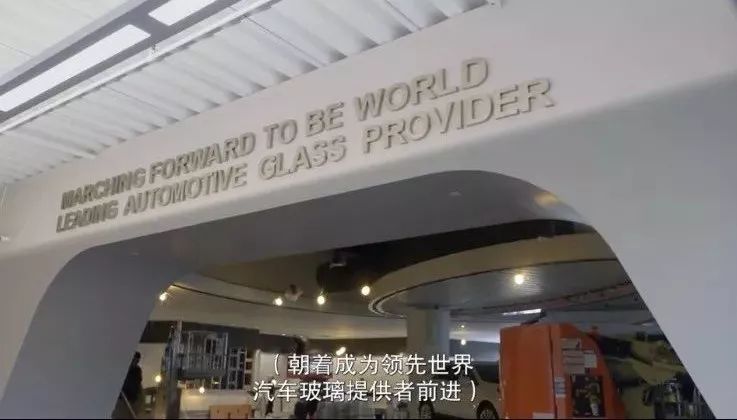 MARCHING FORWARD TO BE WORLD
LEADING AUTOMOTIVE GLASS PROVIDER
（朝着成为领先世界
汽车玻璃提供者前进）